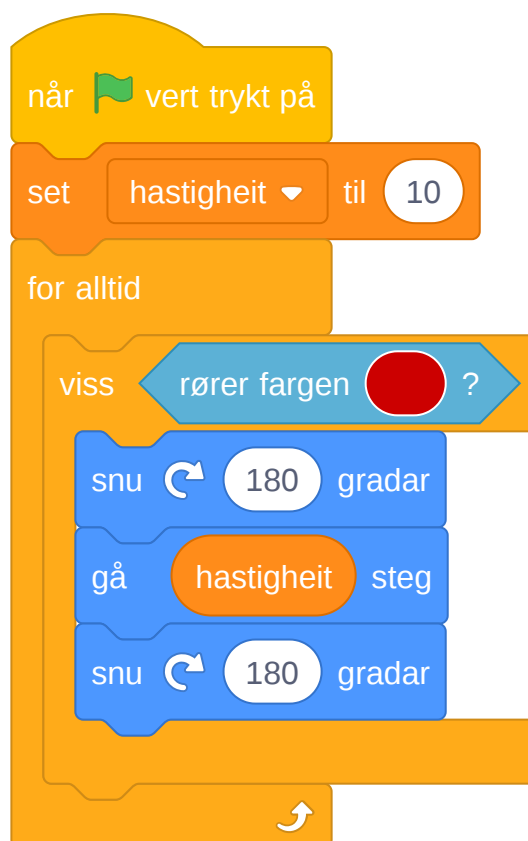 når vert trykt på
set hastigheit til 10
for alltid
viss rører fargen ?
snu 180 gradar
gå hastigheit steg
snu 180 gradar